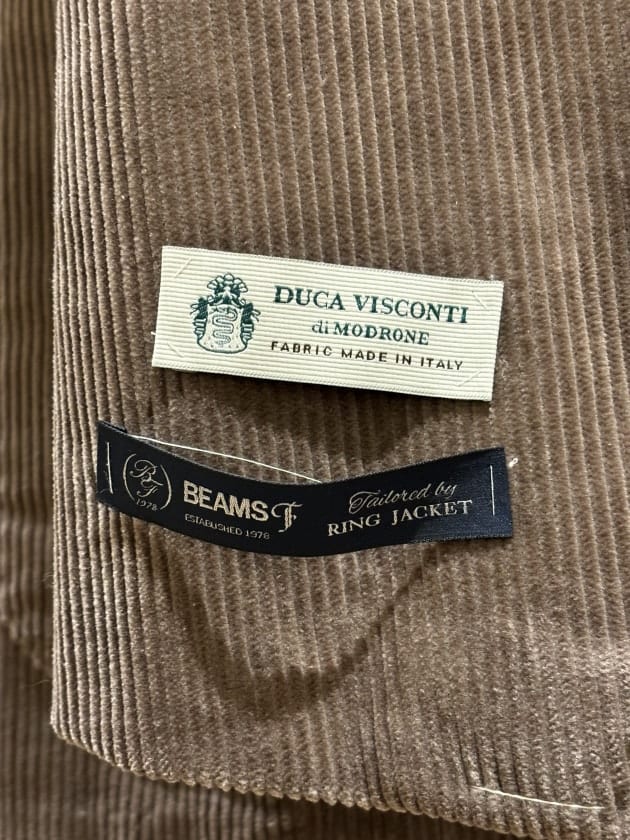 DUCA VISCONTI
di MODRONE
FABRIC MADE IN ITALY
BF
1978
BEAMS F
ESTABLISHED 1978
Tailored by
RING JACKET